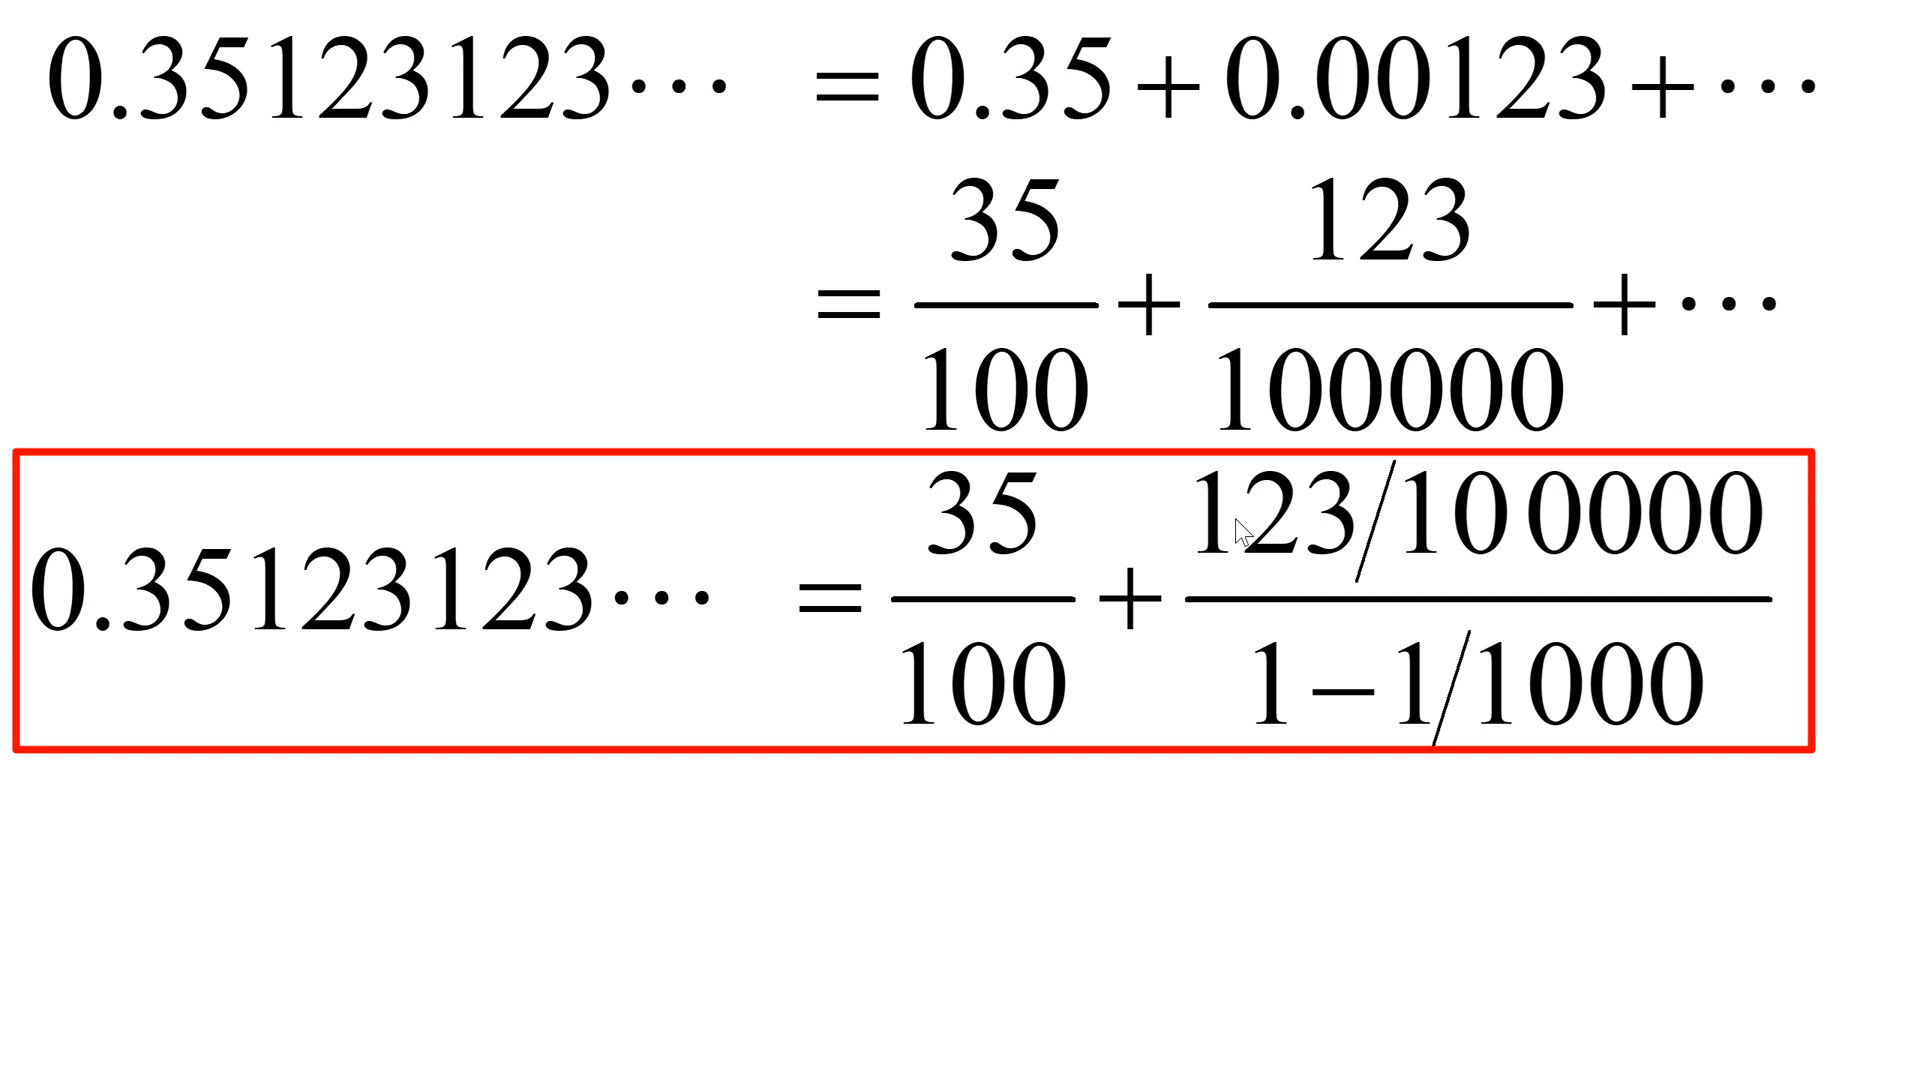 0.35123123⋯ = 0.35 + 0.00123 + ⋯
= 35/100 + 123/100000 + ⋯
0.35123123⋯ = 35/100 + (123/100000)/(1−1/1000)